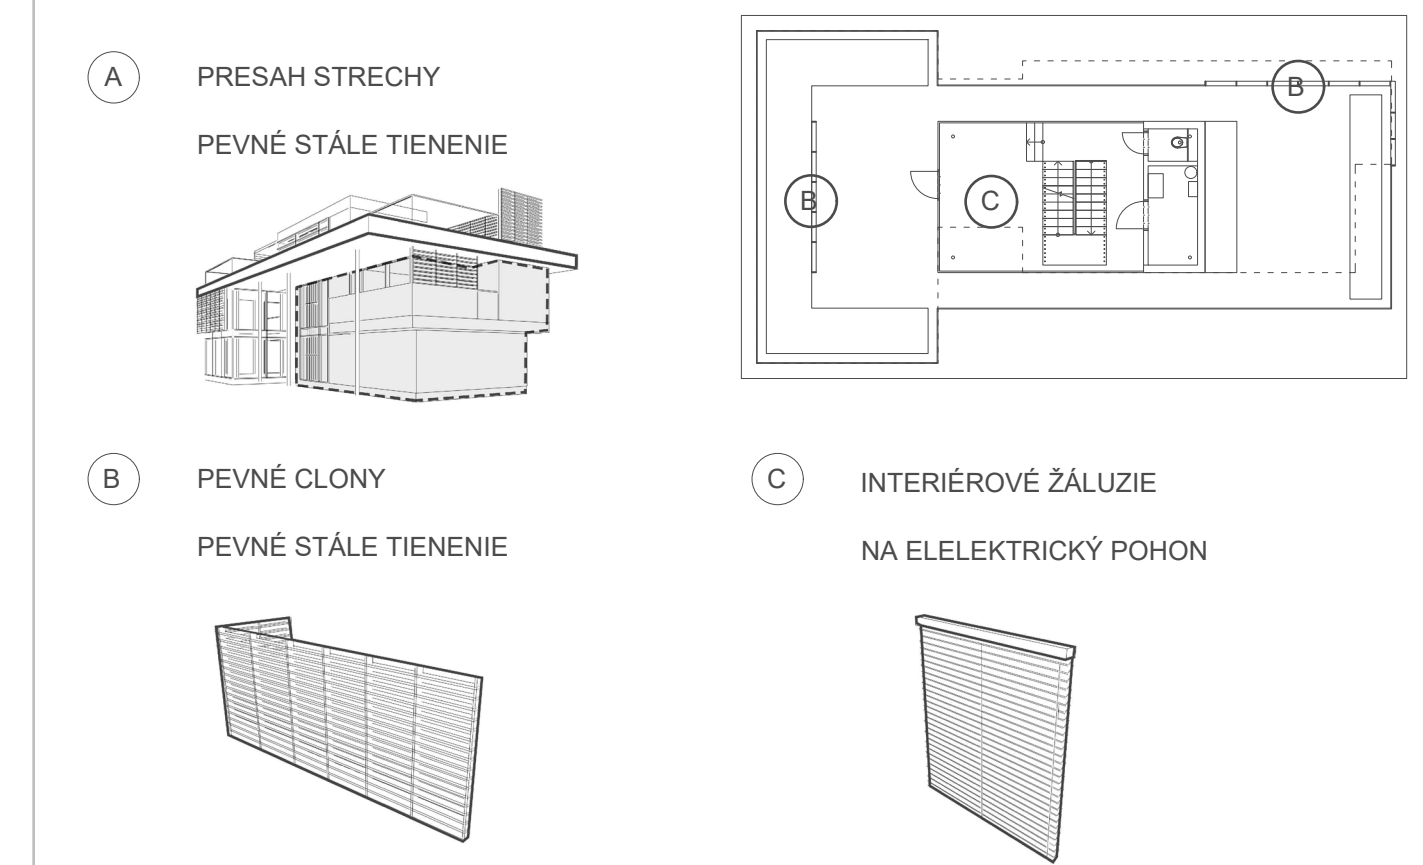 A
PRESAH STRECHY
PEVNÉ STÁLE TIENENIE
B
B
C
B
PEVNÉ CLONY
PEVNÉ STÁLE TIENENIE
C
INTERIÉROVÉ ŽÁLUZIE
NA ELELEKTRICKÝ POHON